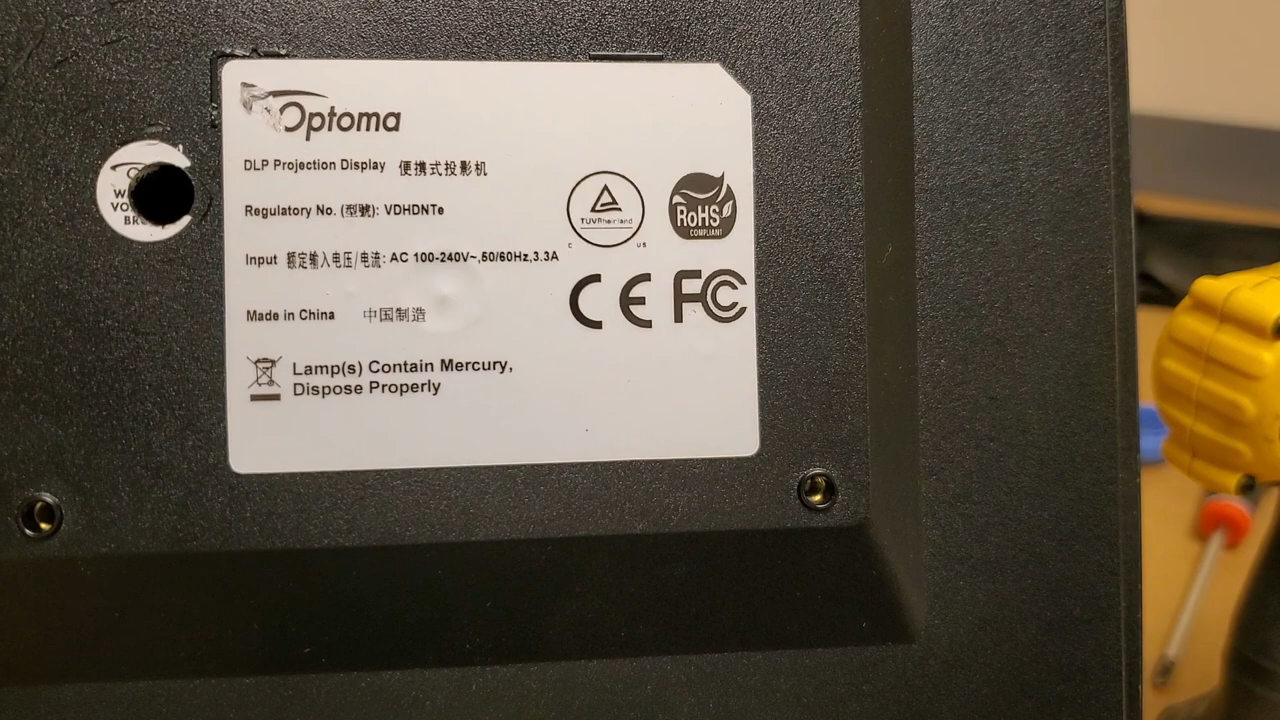 Optoma
DLP Projection Display 便携式投影机
Regulatory No. (型號): VDHDNTe
Input 额定输入电压/电流: AC 100-240V~,50/60Hz,3.3A
Made in China 中国制造
Lamp(s) Contain Mercury,
Dispose Properly
TUVRheinland
C US
RoHS
COMPLIANT
CE FC